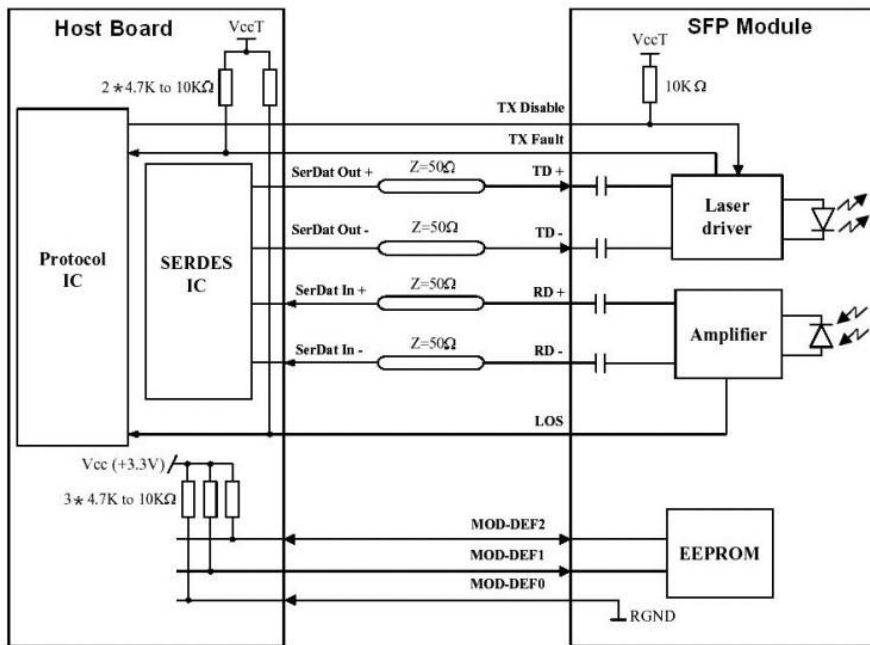 Host Board
SFP Module
VccT
VccT
2*4.7K to 10KΩ
10KΩ
TX Disable
TX Fault
SerDat Out +
Z=50Ω
TD +
SerDat Out -
Z=50Ω
TD -
Laser
driver
Protocol
IC
SERDES
IC
SerDat In +
Z=50Ω
RD +
SerDat In -
Z=50Ω
RD -
Amplifier
LOS
Vcc (+3.3V)
3*4.7K to 10KΩ
MOD-DEF2
MOD-DEF1
MOD-DEF0
EEPROM
RGND